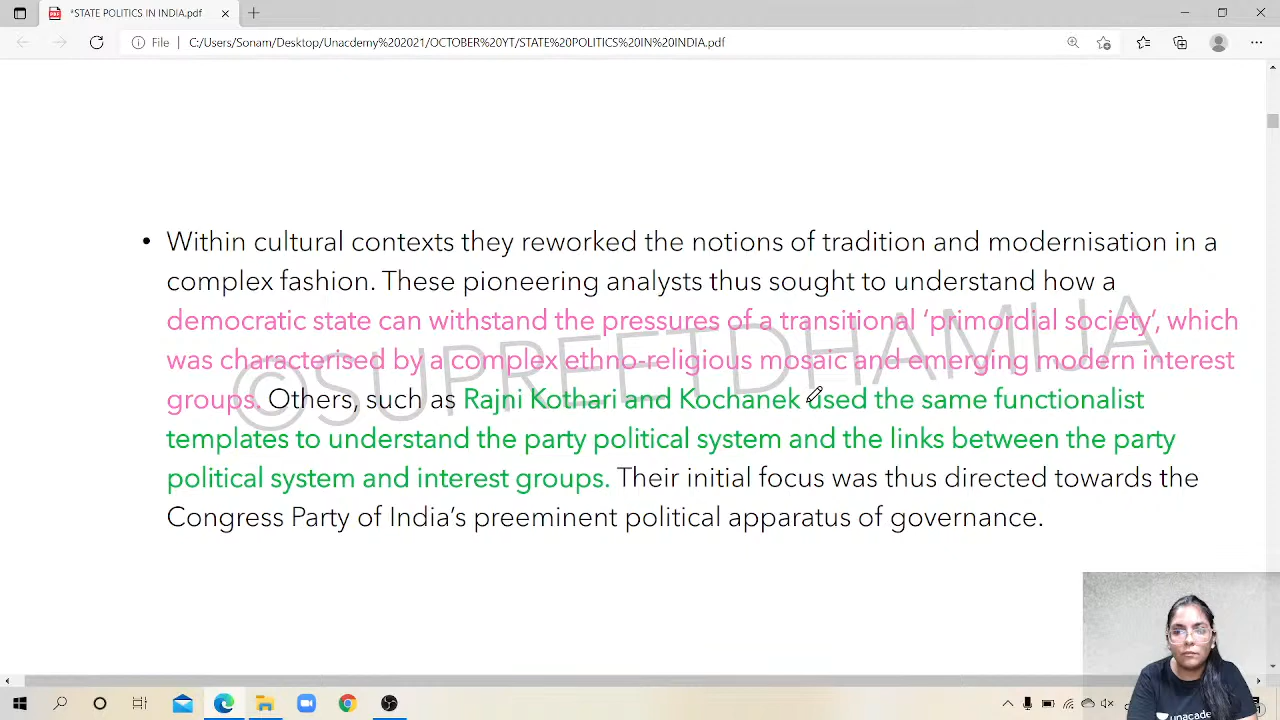 *STATE POLITICS IN INDIA.pdf
File | C:/Users/Sonam/Desktop/Unacdemy%202021/OCTOBER%20YT/STATE%20POLITICS%20IN%20INDIA.pdf
• Within cultural contexts they reworked the notions of tradition and modernisation in a
complex fashion. These pioneering analysts thus sought to understand how a
democratic state can withstand the pressures of a transitional ‘primordial society’, which
was characterised by a complex ethno-religious mosaic and emerging modern interest
groups. Others, such as Rajni Kothari and Kochanek used the same functionalist
templates to understand the party political system and the links between the party
political system and interest groups. Their initial focus was thus directed towards the
Congress Party of India’s preeminent political apparatus of governance.
©SUPREETDHAMIJA
unacademy